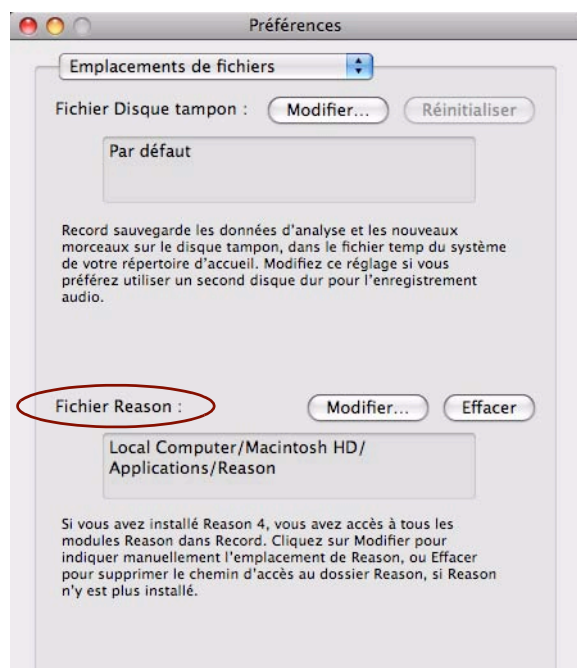 Préférences
Emplacements de fichiers
Fichier Disque tampon : Modifier... Réinitialiser
Par défaut
Record sauvegarde les données d'analyse et les nouveaux
morceaux sur le disque tampon, dans le fichier temp du système
de votre répertoire d'accueil. Modifiez ce réglage si vous
préférez utiliser un second disque dur pour l'enregistrement
audio.
Fichier Reason : Modifier... Effacer
Local Computer/Macintosh HD/
Applications/Reason
Si vous avez installé Reason 4, vous avez accès à tous les
modules Reason dans Record. Cliquez sur Modifier pour
indiquer manuellement l'emplacement de Reason, ou Effacer
pour supprimer le chemin d'accès au dossier Reason, si Reason
n'y est plus installé.